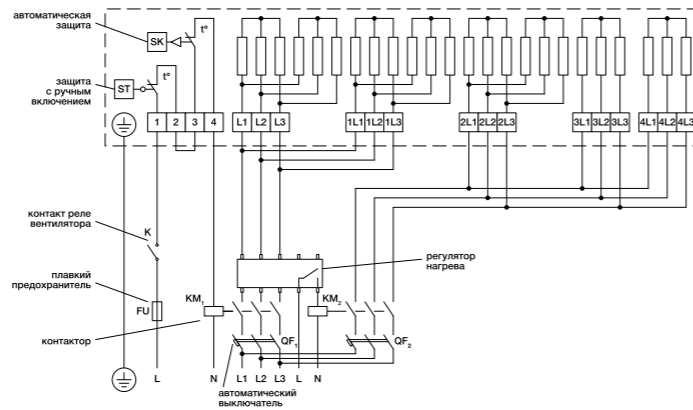 автоматическая
защита
SK
t°
защита
с ручным
включением
ST
t°
1 2 3 4
L1 L2 L3
1L1 1L2 1L3
2L1 2L2 2L3
3L1 3L2 3L3
4L1 4L2 4L3
контакт реле
вентилятора
K
регулятор
нагрева
плавкий
предохранитель
FU
KM1
KM2
контактор
QF1
QF2
L N L1 L2 L3 L N
автоматический
выключатель